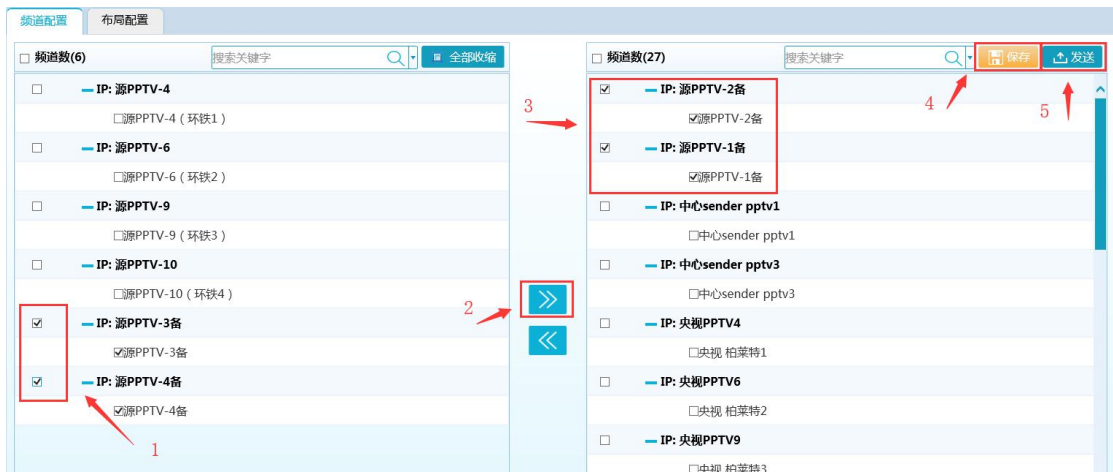 频道配置
布局配置
频道数(6)
搜索关键字
全部收缩
IP: 源PPTV-4
源PPTV-4 ( 环铁1 )
IP: 源PPTV-6
源PPTV-6 ( 环铁2 )
IP: 源PPTV-9
源PPTV-9 ( 环铁3 )
IP: 源PPTV-10
源PPTV-10 ( 环铁4 )
IP: 源PPTV-3备
源PPTV-3备
IP: 源PPTV-4备
源PPTV-4备
1
2
3
频道数(27)
搜索关键字
保存
发送
4
5
IP: 源PPTV-2备
源PPTV-2备
IP: 源PPTV-1备
源PPTV-1备
IP: 中心sender pptv1
中心sender pptv1
IP: 中心sender pptv3
中心sender pptv3
IP: 央视PPTV4
央视 柏莱特1
IP: 央视PPTV6
央视 柏莱特2
IP: 央视PPTV9
央视 柏莱特3